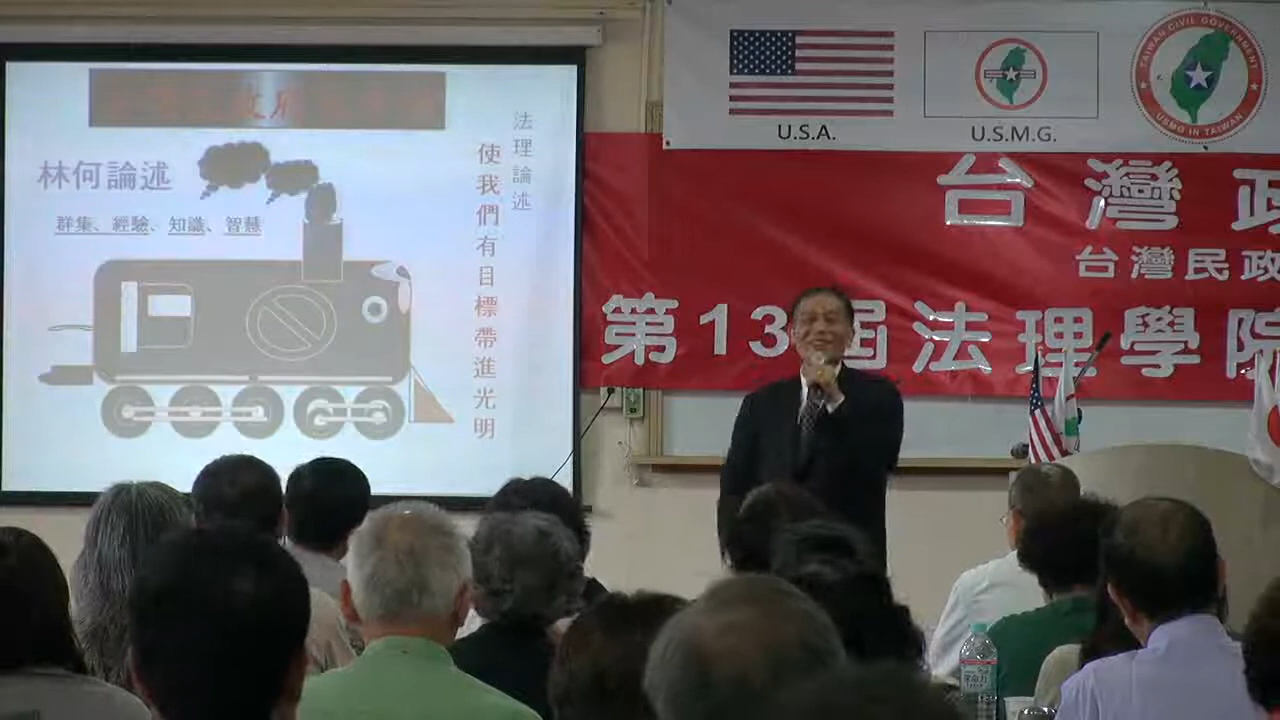 林何論述
群集、經驗、知識、智慧
法理論述
使我們有目標帶進光明
U.S.A.
U.S.M.G.
TAIWAN CIVIL GOVERNMENT
USMG IN TAIWAN
台灣政
台灣民政
第13屆法理學院